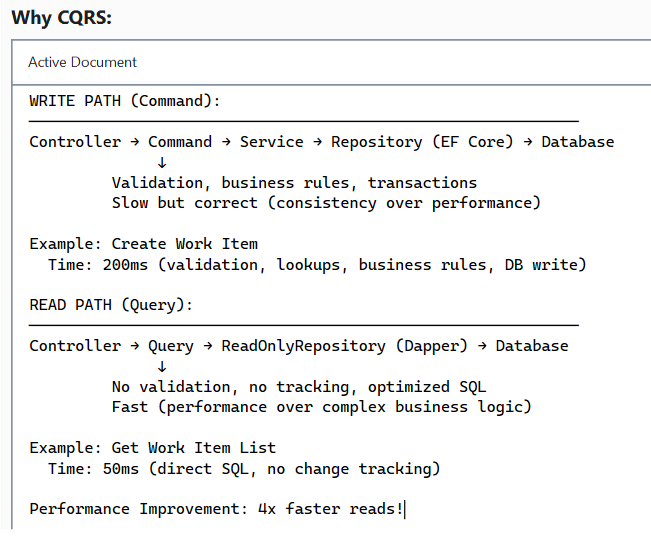 Why CQRS:
Active Document
WRITE PATH (Command):
Controller → Command → Service → Repository (EF Core) → Database
↓
Validation, business rules, transactions
Slow but correct (consistency over performance)
Example: Create Work Item
Time: 200ms (validation, lookups, business rules, DB write)
READ PATH (Query):
Controller → Query → ReadOnlyRepository (Dapper) → Database
↓
No validation, no tracking, optimized SQL
Fast (performance over complex business logic)
Example: Get Work Item List
Time: 50ms (direct SQL, no change tracking)
Performance Improvement: 4x faster reads!